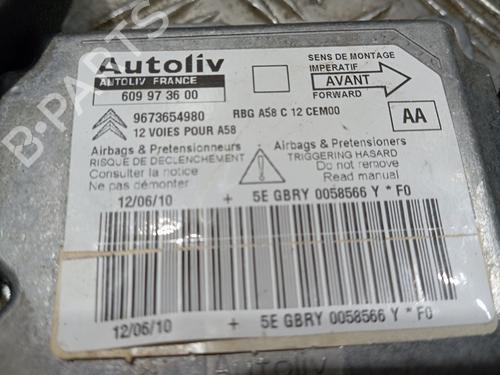 Autoliv
AUTOLIV FRANCE
609 97 36 00
SENS DE MONTAGE
IMPERATIF
AVANT
FORWARD
9673654980
RBG A58 C 12 CEM00
12 VOIES POUR A58
AA
Airbags & Pretensionneurs
RISQUE DE DECLENCHEMENT
Consulter la notice
Ne pas démonter
Airbags & Pretensioners
TRIGGERING HASARD
Do not remove
Read manual
12/06/10 + 5E GBRY 0058566 Y * F0
12/06/10 + 5E GBRY 0058566 Y * F0
Autoliv
B-PARTS